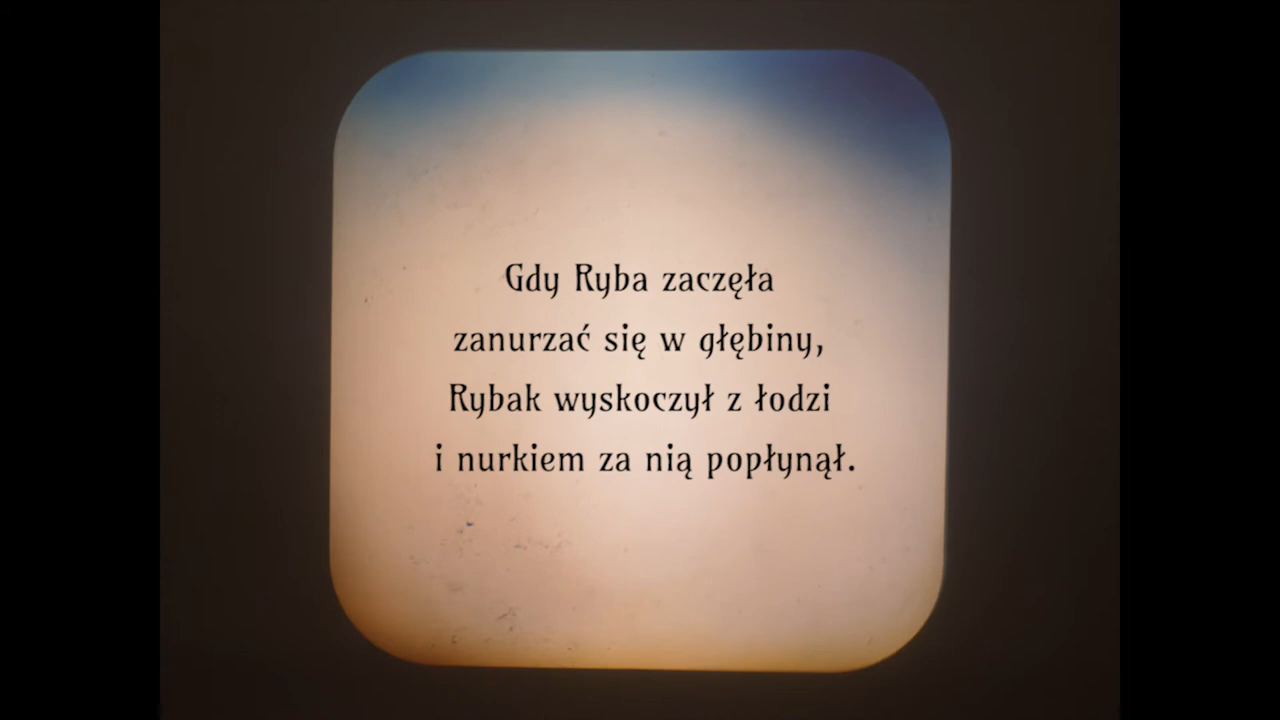 Gdy Ryba zaczęła
zanurzać się w głębiny,
Rybak wyskoczył z łodzi
i nurkiem za nią popłynął.